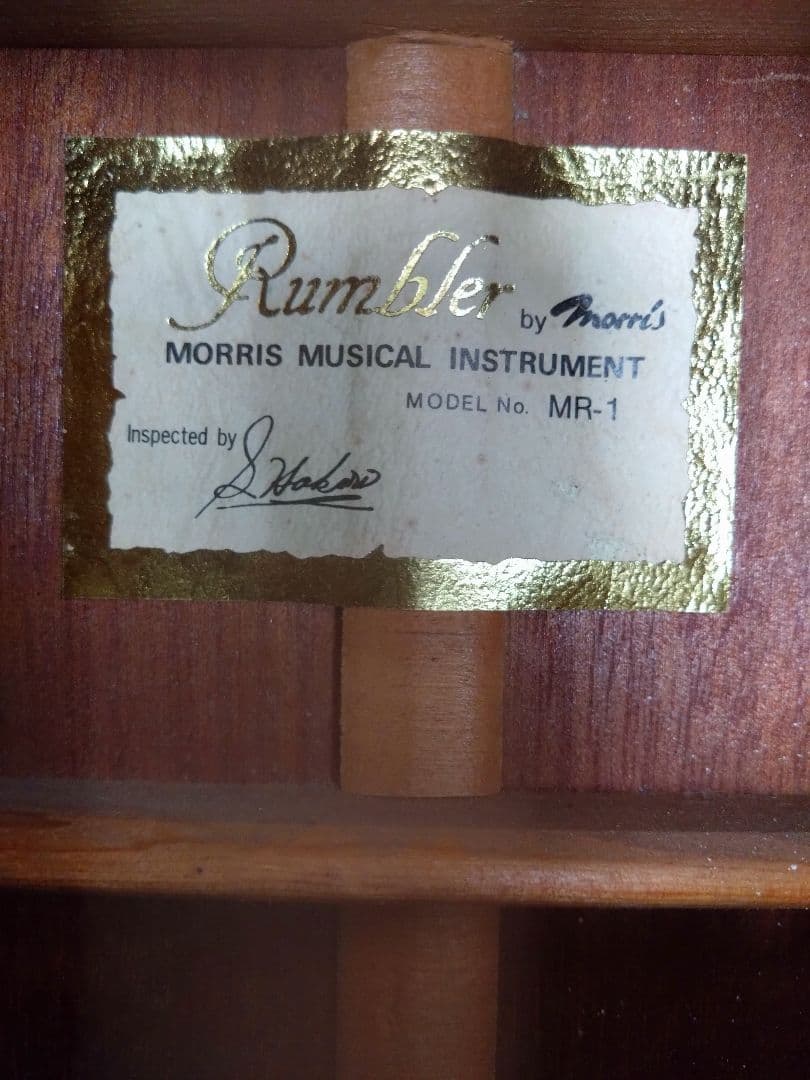 Rumbler by Morris
MORRIS MUSICAL INSTRUMENT
MODEL No. MR-1
Inspected by